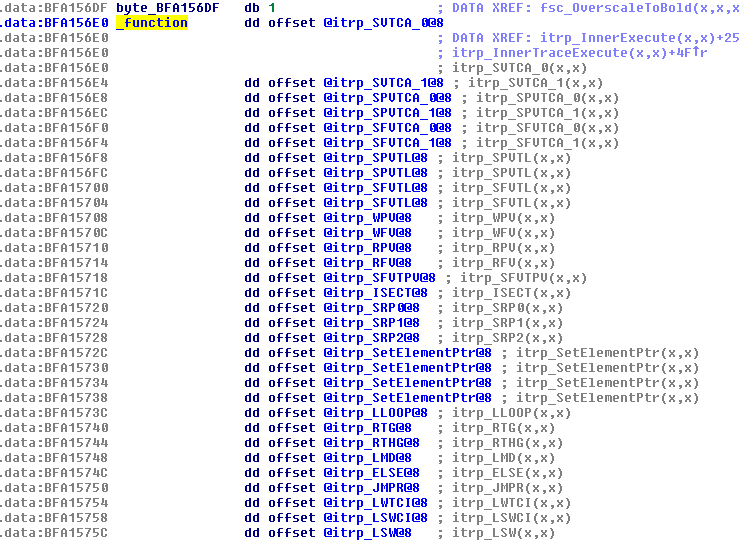 .data:BFA156DF byte_BFA156DF db 1 ; DATA XREF: fsc_OverscaleToBold(x,x,x
.data:BFA156E0 _function dd offset @itrp_SVTCA_0@8
.data:BFA156E0 ; DATA XREF: itrp_InnerExecute(x,x)+25
.data:BFA156E0 ; itrp_InnerTraceExecute(x,x)+4F↑r
.data:BFA156E0 ; itrp_SVTCA_0(x,x)
.data:BFA156E4 dd offset @itrp_SVTCA_1@8 ; itrp_SVTCA_1(x,x)
.data:BFA156E8 dd offset @itrp_SPVTCA_0@8 ; itrp_SPVTCA_0(x,x)
.data:BFA156EC dd offset @itrp_SPVTCA_1@8 ; itrp_SPVTCA_1(x,x)
.data:BFA156F0 dd offset @itrp_SFVTCA_0@8 ; itrp_SFVTCA_0(x,x)
.data:BFA156F4 dd offset @itrp_SFVTCA_1@8 ; itrp_SFVTCA_1(x,x)
.data:BFA156F8 dd offset @itrp_SPVTL@8 ; itrp_SPVTL(x,x)
.data:BFA156FC dd offset @itrp_SPVTL@8 ; itrp_SPVTL(x,x)
.data:BFA15700 dd offset @itrp_SFVTL@8 ; itrp_SFVTL(x,x)
.data:BFA15704 dd offset @itrp_SFVTL@8 ; itrp_SFVTL(x,x)
.data:BFA15708 dd offset @itrp_WPV@8 ; itrp_WPV(x,x)
.data:BFA1570C dd offset @itrp_WFV@8 ; itrp_WFV(x,x)
.data:BFA15710 dd offset @itrp_RPV@8 ; itrp_RPV(x,x)
.data:BFA15714 dd offset @itrp_RFV@8 ; itrp_RFV(x,x)
.data:BFA15718 dd offset @itrp_SFVTPV@8 ; itrp_SFVTPV(x,x)
.data:BFA1571C dd offset @itrp_ISECT@8 ; itrp_ISECT(x,x)
.data:BFA15720 dd offset @itrp_SRP0@8 ; itrp_SRP0(x,x)
.data:BFA15724 dd offset @itrp_SRP1@8 ; itrp_SRP1(x,x)
.data:BFA15728 dd offset @itrp_SRP2@8 ; itrp_SRP2(x,x)
.data:BFA1572C dd offset @itrp_SetElementPtr@8 ; itrp_SetElementPtr(x,x)
.data:BFA15730 dd offset @itrp_SetElementPtr@8 ; itrp_SetElementPtr(x,x)
.data:BFA15734 dd offset @itrp_SetElementPtr@8 ; itrp_SetElementPtr(x,x)
.data:BFA15738 dd offset @itrp_SetElementPtr@8 ; itrp_SetElementPtr(x,x)
.data:BFA1573C dd offset @itrp_LLOOP@8 ; itrp_LLOOP(x,x)
.data:BFA15740 dd offset @itrp_RTG@8 ; itrp_RTG(x,x)
.data:BFA15744 dd offset @itrp_RTHG@8 ; itrp_RTHG(x,x)
.data:BFA15748 dd offset @itrp_LMD@8 ; itrp_LMD(x,x)
.data:BFA1574C dd offset @itrp_ELSE@8 ; itrp_ELSE(x,x)
.data:BFA15750 dd offset @itrp_JMPR@8 ; itrp_JMPR(x,x)
.data:BFA15754 dd offset @itrp_LWTCI@8 ; itrp_LWTCI(x,x)
.data:BFA15758 dd offset @itrp_LSWCI@8 ; itrp_LSWCI(x,x)
.data:BFA1575C dd offset @itrp_LSW@8 ; itrp_LSW(x,x)